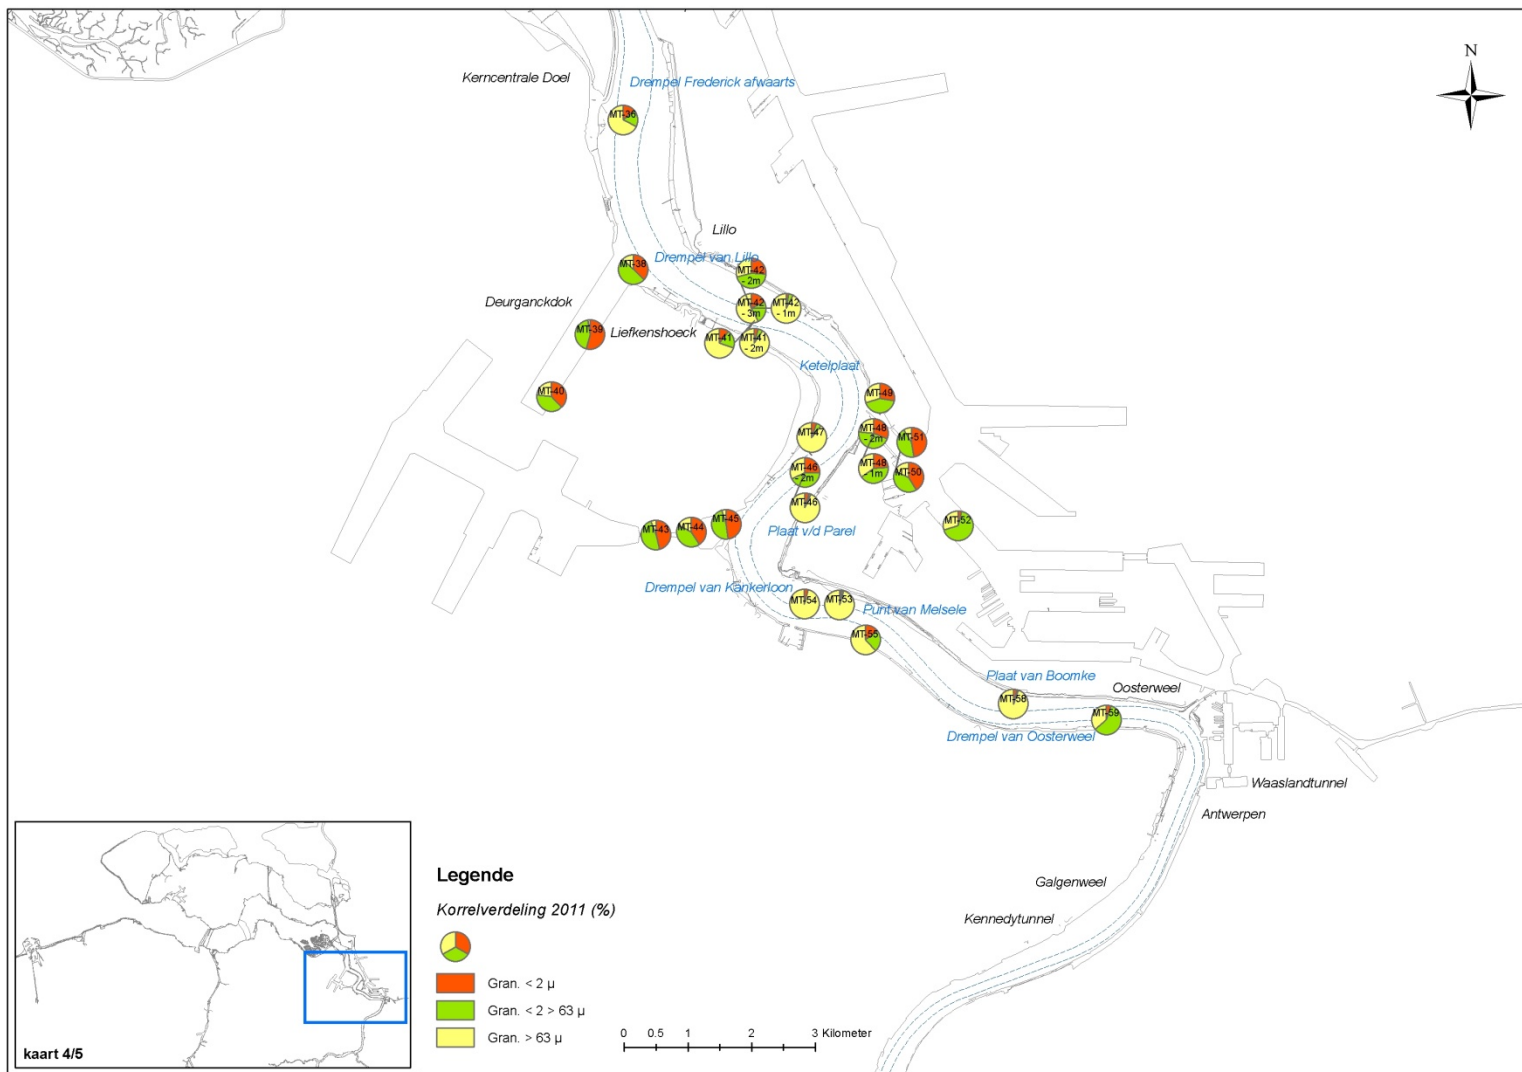 N
Kerncentrale Doel
Drempel Frederick afwaarts
MT-36
Lillo
Drempel van Lillo
MT-38
MT-42
- 2m
Deurganckdok
MT-42
- 3m
MT-42
- 1m
MT-39
Liefkenshoeck
MT-41
MT-41
- 2m
Ketelplaat
MT-40
MT-49
MT-47
MT-48
- 2m
MT-51
MT-46
- 2m
MT-48
- 1m
MT-50
MT-46
MT-43
MT-44
MT-45
Plaat v/d Parel
MT-52
Drempel van Kankerloon
MT-54
MT-53
Punt van Melsele
MT-55
Plaat van Boomke
Oosterweel
MT-58
MT-59
Drempel van Oosterweel
Waaslandtunnel
Antwerpen
Galgenweel
Kennedytunnel
Legende
Korrelverdeling 2011 (%)
Gran. < 2 µ
Gran. < 2 > 63 µ
Gran. > 63 µ
0 0.5 1 2 3 Kilometer
kaart 4/5